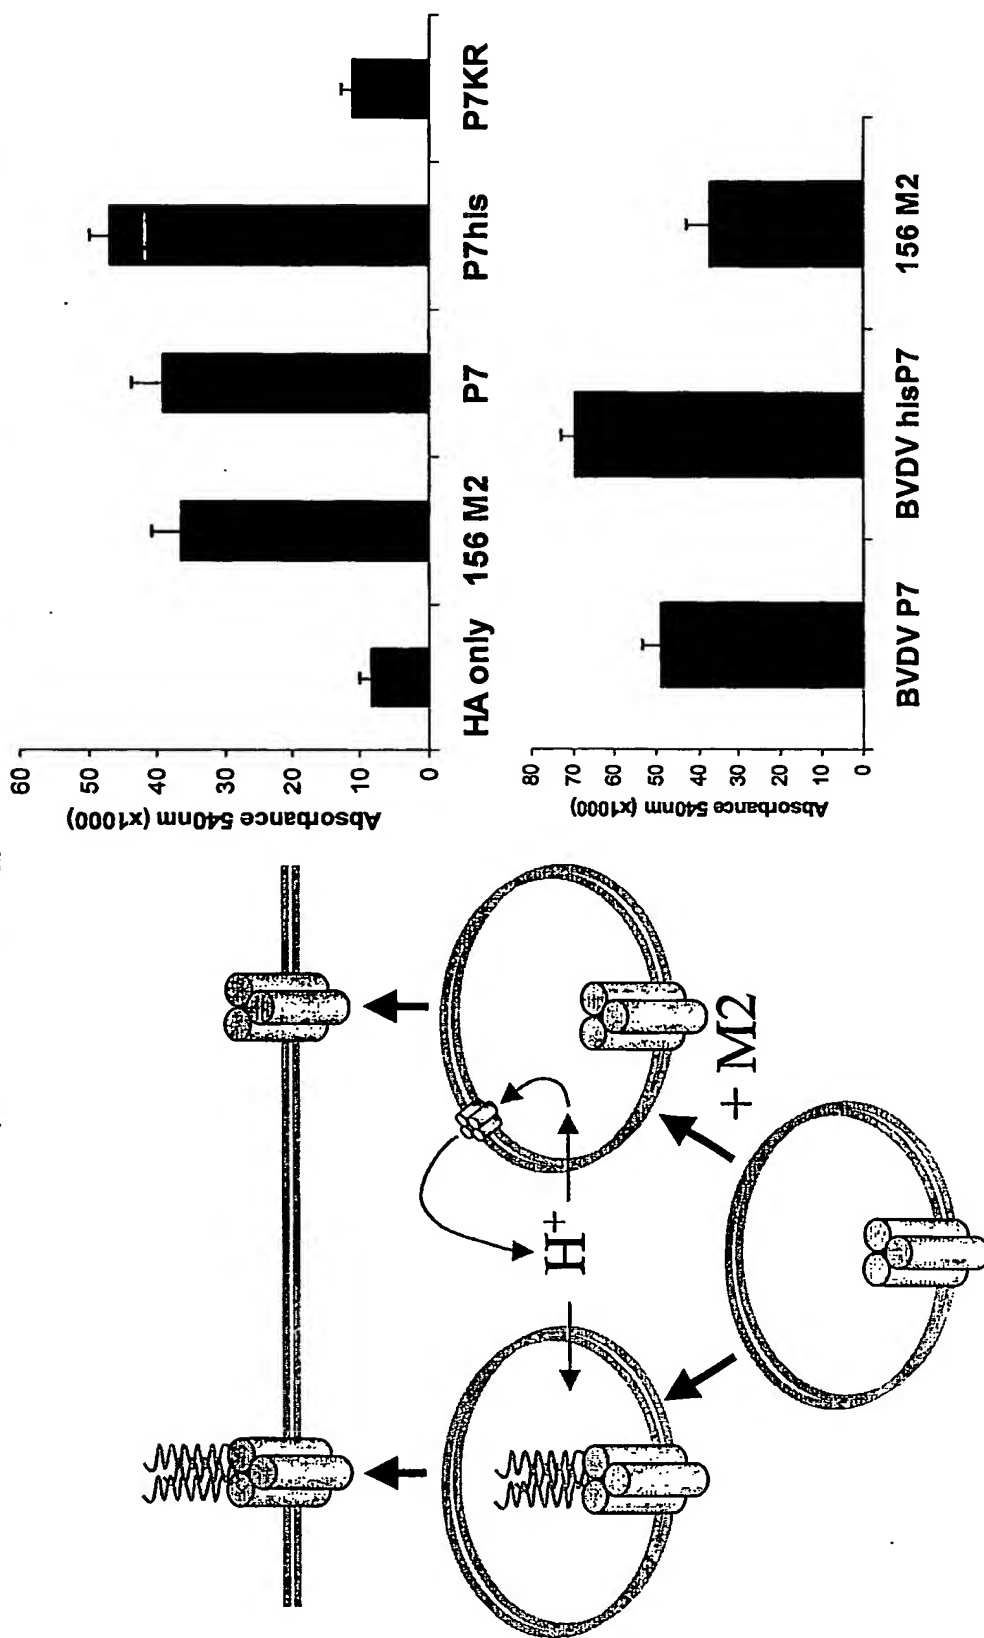 H+
+ M2
Absorbance 540nm (x1000)
60
50
40
30
20
10
0
HA only
156 M2
P7
P7his
P7KR
Absorbance 540nm (x1000)
80
70
60
50
40
30
20
10
0
BVDV P7
BVDV hisP7
156 M2